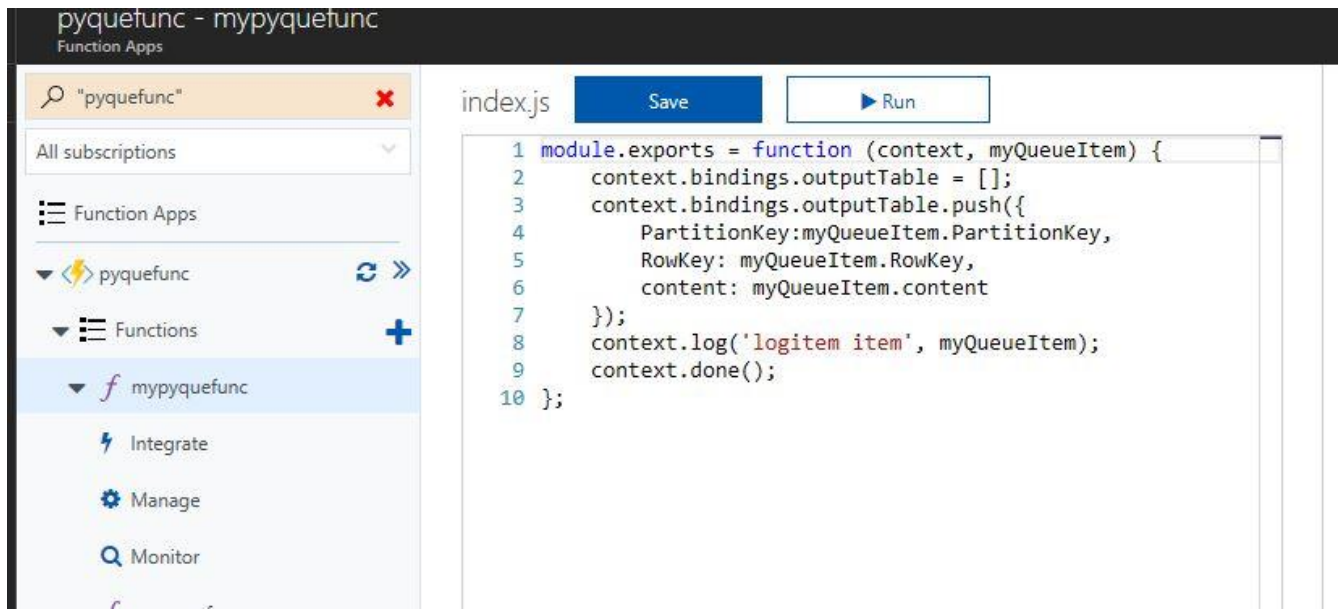 pyquefunc - mypyquefunc
Function Apps
"pyquefunc"
All subscriptions
Function Apps
pyquefunc
Functions
mypyquefunc
Integrate
Manage
Monitor
index.js
Save
Run
1 module.exports = function (context, myQueueItem) {
2     context.bindings.outputTable = [];
3     context.bindings.outputTable.push({
4         PartitionKey:myQueueItem.PartitionKey,
5         RowKey: myQueueItem.RowKey,
6         content: myQueueItem.content
7     });
8     context.log('logitem item', myQueueItem);
9     context.done();
10 };